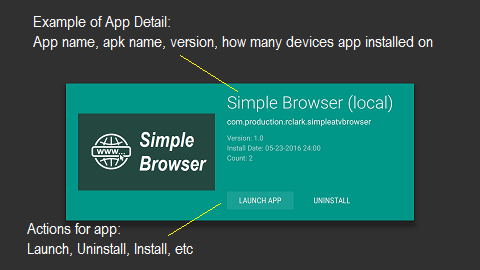 Example of App Detail:
App name, apk name, version, how many devices app installed on
Simple Browser (local)
com.production.rclark.simpleatvbrowser
Version: 1.0
Install Date: 05-23-2016 24:00
Count: 2
WWW...
Simple
Browser
LAUNCH APP
UNINSTALL
Actions for app:
Launch, Uninstall, Install, etc